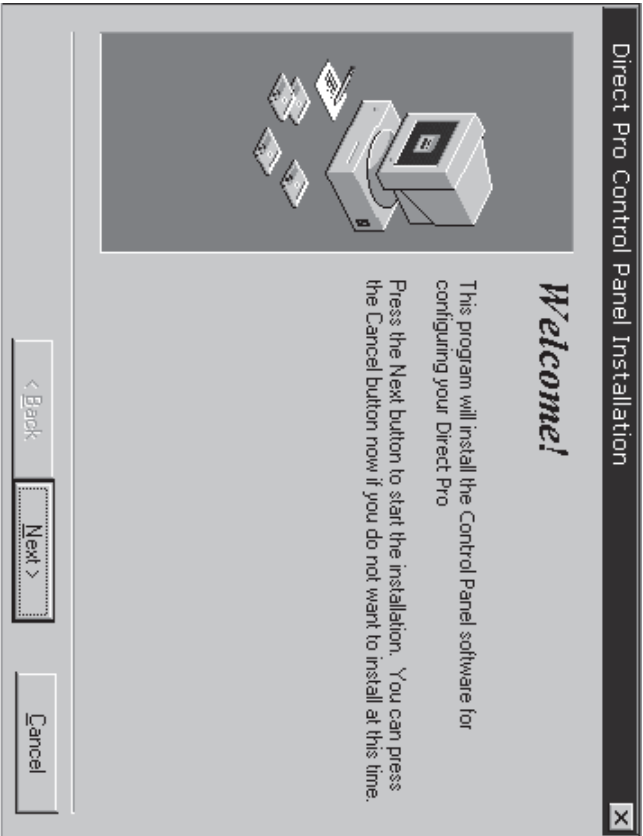 Direct Pro Control Panel Installation
Welcome!
This program will install the Control Panel software for
configuring your Direct Pro
Press the Next button to start the installation.  You can press
the Cancel button now if you do not want to install at this time.
< Back
Next >
Cancel